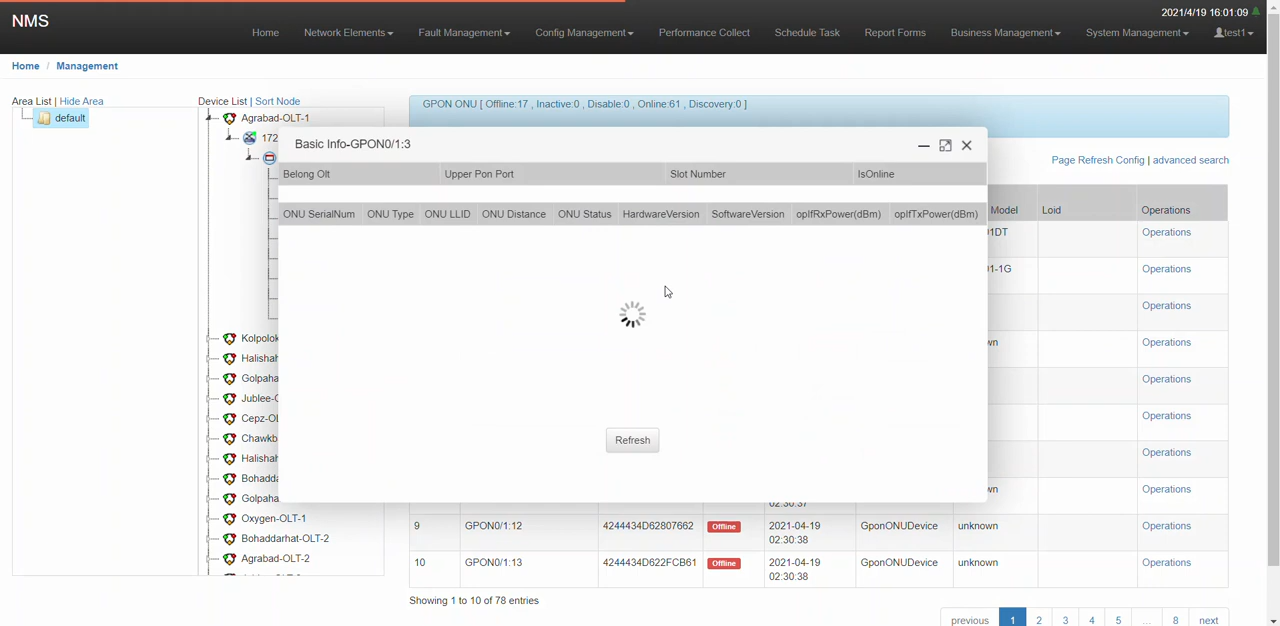 NMS
2021/4/19 16:01:09
Home Network Elements Fault Management Config Management Performance Collect Schedule Task Report Forms Business Management System Management test1
Home / Management
Area List | Hide Area
default
Device List | Sort Node
Agrabad-OLT-1
172
Kolpolok
Halishah
Golpaha
Jublee-
Cepz-OL
Chawkb
Halishah
Bohadda
Golpaha
Oxygen-OLT-1
Bohaddarhat-OLT-2
Agrabad-OLT-2
GPON ONU [ Offline:17 , Inactive:0 , Disable:0 , Online:61 , Discovery:0 ]
Page Refresh Config | advanced search
Basic Info-GPON0/1:3
Belong Olt Upper Pon Port Slot Number IsOnline
ONU SerialNum ONU Type ONU LLID ONU Distance ONU Status HardwareVersion SoftwareVersion opIfRxPower(dBm) opIfTxPower(dBm)
Refresh
Model Loid Operations
1DT Operations
1-1G Operations
Operations
wn Operations
Operations
Operations
Operations
wn Operations
02:30:37
9 GPON0/1:12 4244434D62807662 Offline 2021-04-19 GponONUDevice unknown Operations
02:30:38
10 GPON0/1:13 4244434D622FCB61 Offline 2021-04-19 GponONUDevice unknown Operations
02:30:38
Showing 1 to 10 of 78 entries
previous 1 2 3 4 5 ... 8 next